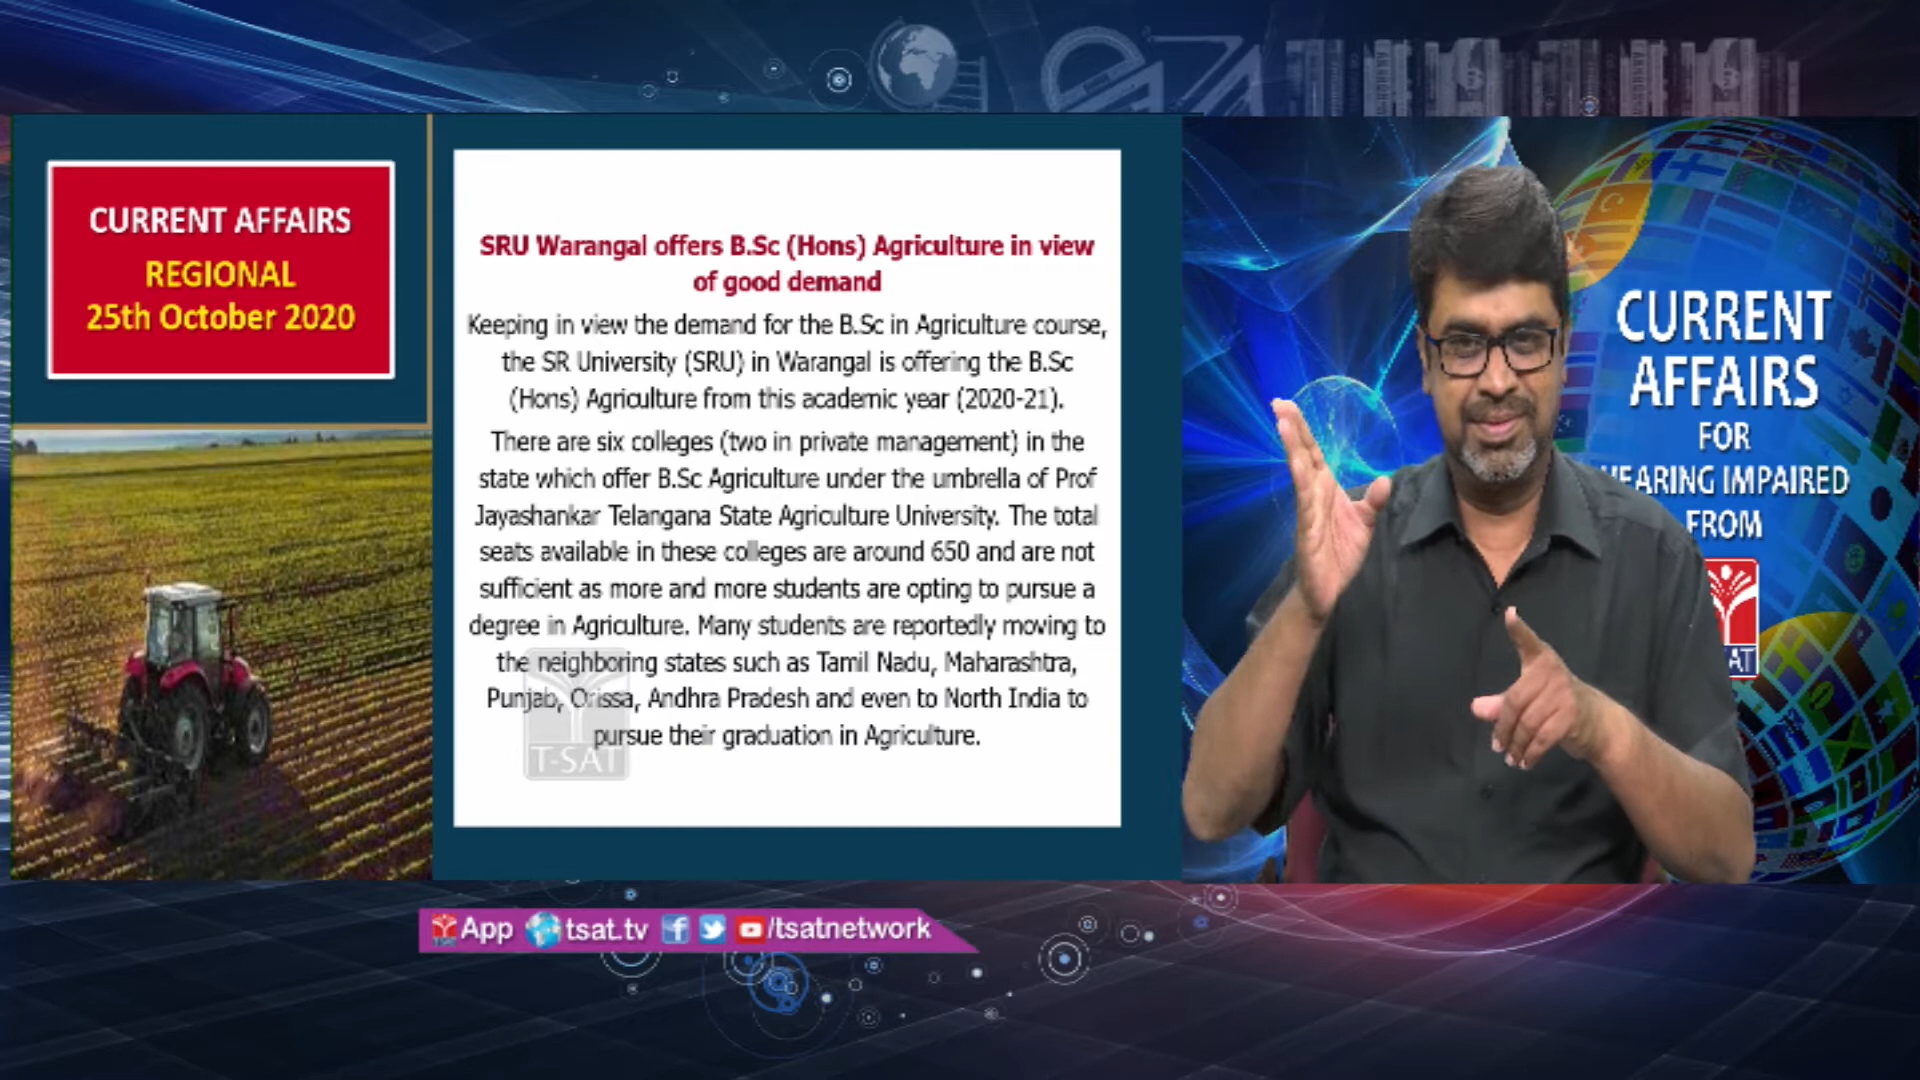 CURRENT AFFAIRS
REGIONAL
25th October 2020
SRU Warangal offers B.Sc (Hons) Agriculture in view
of good demand
Keeping in view the demand for the B.Sc in Agriculture course,
the SR University (SRU) in Warangal is offering the B.Sc
(Hons) Agriculture from this academic year (2020-21).
There are six colleges (two in private management) in the
state which offer B.Sc Agriculture under the umbrella of Prof
Jayashankar Telangana State Agriculture University. The total
seats available in these colleges are around 650 and are not
sufficient as more and more students are opting to pursue a
degree in Agriculture. Many students are reportedly moving to
the neighboring states such as Tamil Nadu, Maharashtra,
Punjab, Orissa, Andhra Pradesh and even to North India to
pursue their graduation in Agriculture.
T-SAT
CURRENT
AFFAIRS
FOR
EARING IMPAIRED
FROM
AT
App tsat.tv /tsatnetwork